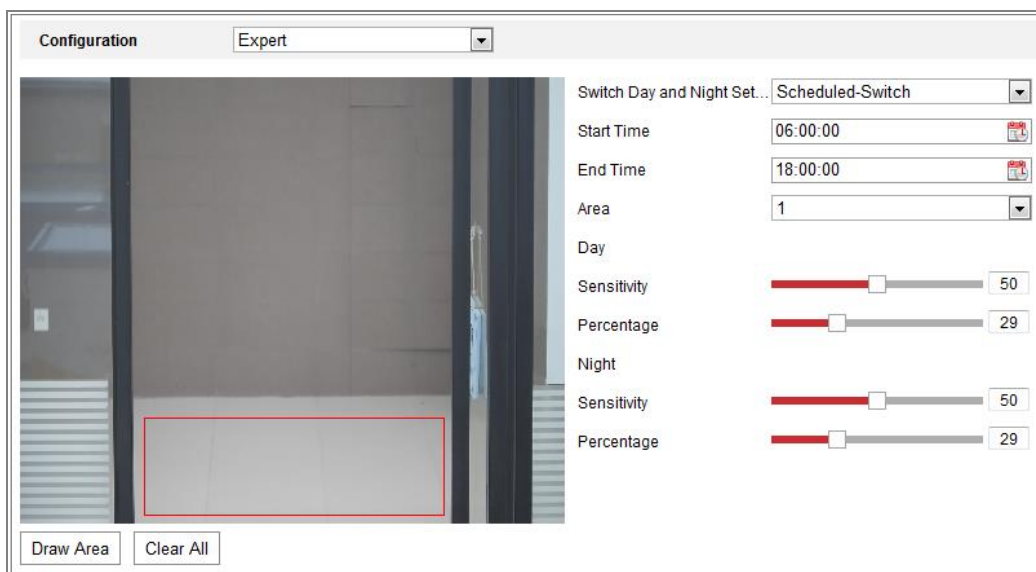 Configuration Expert
Switch Day and Night Set... Scheduled-Switch
Start Time 06:00:00
End Time 18:00:00
Area 1
Day
Sensitivity 50
Percentage 29
Night
Sensitivity 50
Percentage 29
Draw Area Clear All